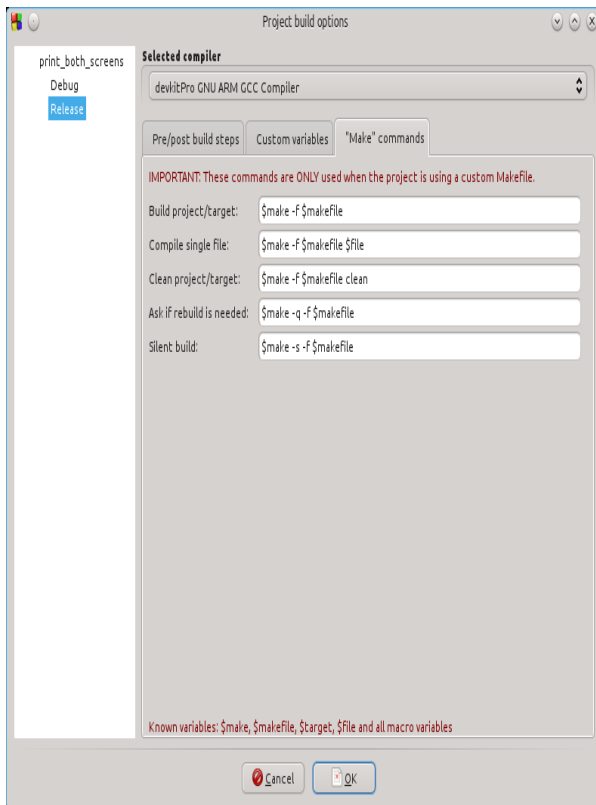 Project build options
print_both_screens
Debug
Release
Selected compiler
devkitPro GNU ARM GCC Compiler
Pre/post build steps Custom variables "Make" commands
IMPORTANT: These commands are ONLY used when the project is using a custom Makefile.
Build project/target: $make -f $makefile
Compile single file: $make -f $makefile $file
Clean project/target: $make -f $makefile clean
Ask if rebuild is needed: $make -q -f $makefile
Silent build: $make -s -f $makefile
Known variables: $make, $makefile, $target, $file and all macro variables
Cancel OK